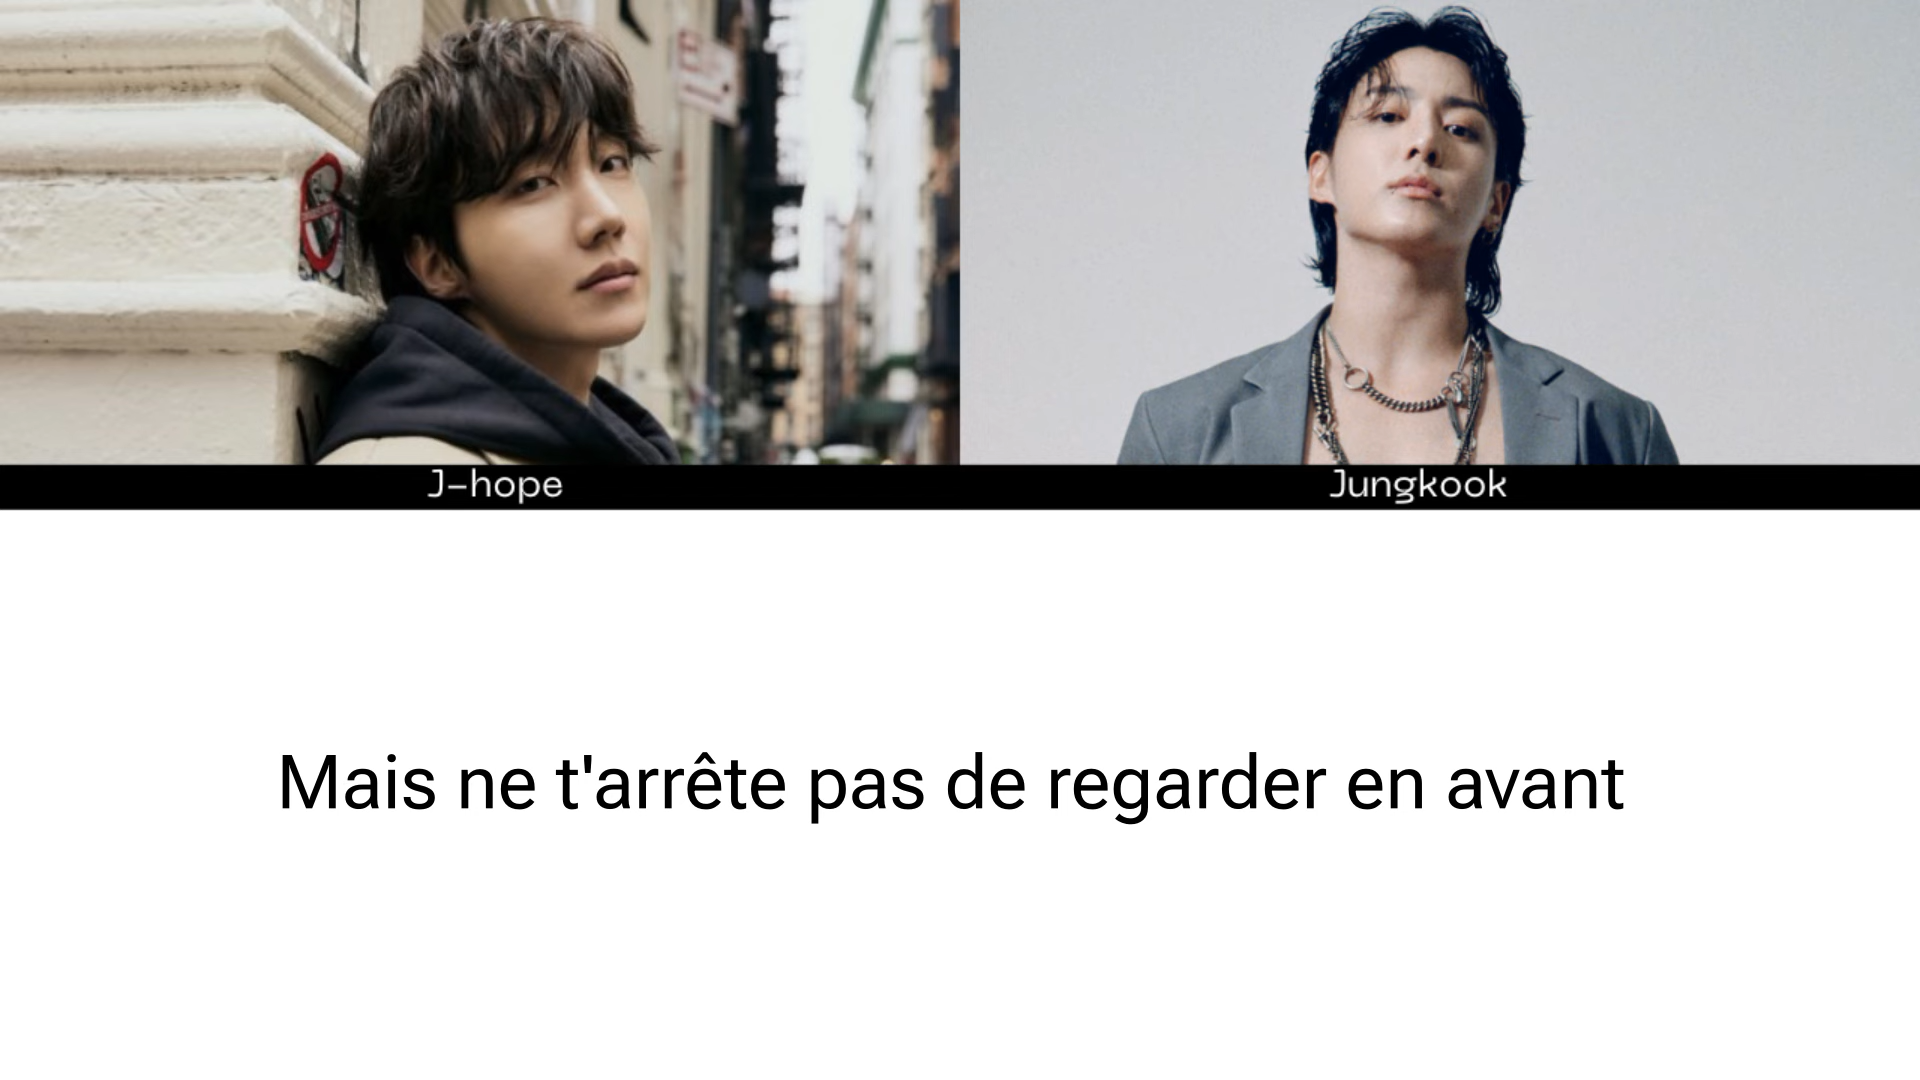 J-hope
Jungkook
Mais ne t'arrête pas de regarder en avant